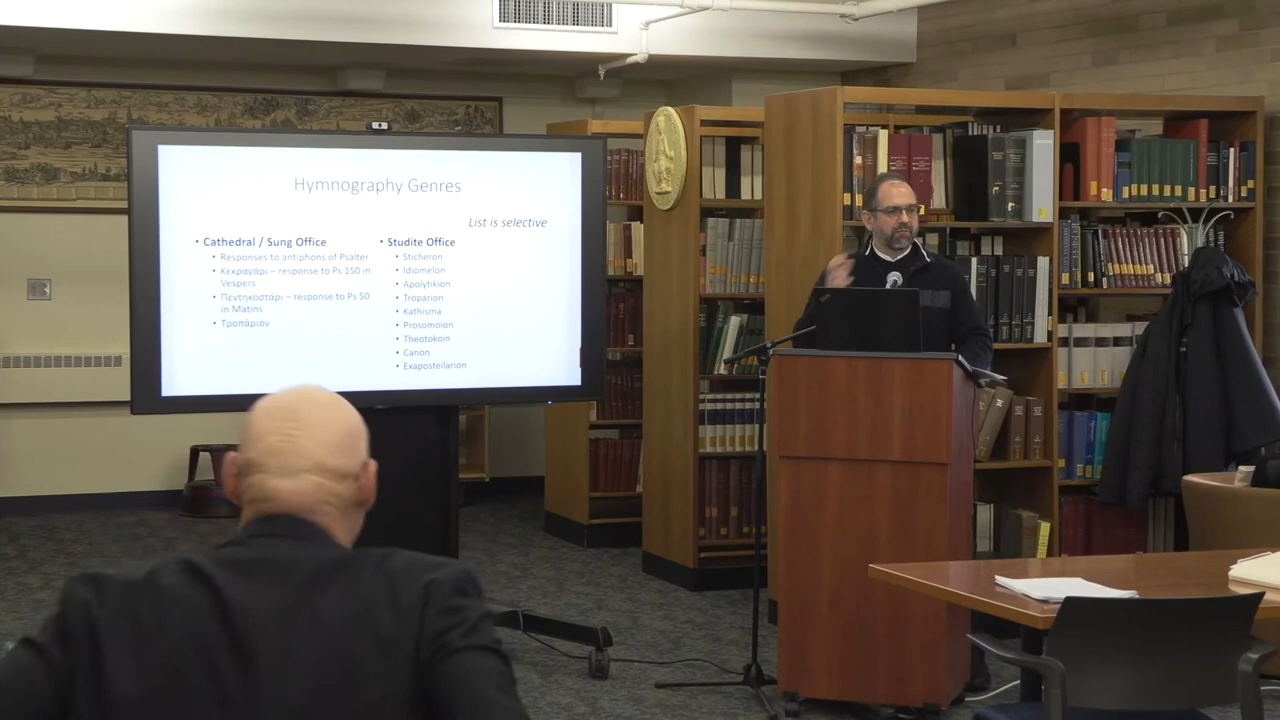 Hymnography Genres
List is selective
• Cathedral / Sung Office
• Responses to antiphons of Psalter
• Κεκραγάρι – response to Ps 150 in
Vespers
• Πεντηκοστάρι – response to Ps 50
in Matins
• Τροπάριον
• Studite Office
• Sticheron
• Idiomelon
• Apolytikion
• Troparion
• Kathisma
• Prosomoion
• Theotokoin
• Canon
• Exaposteilarion